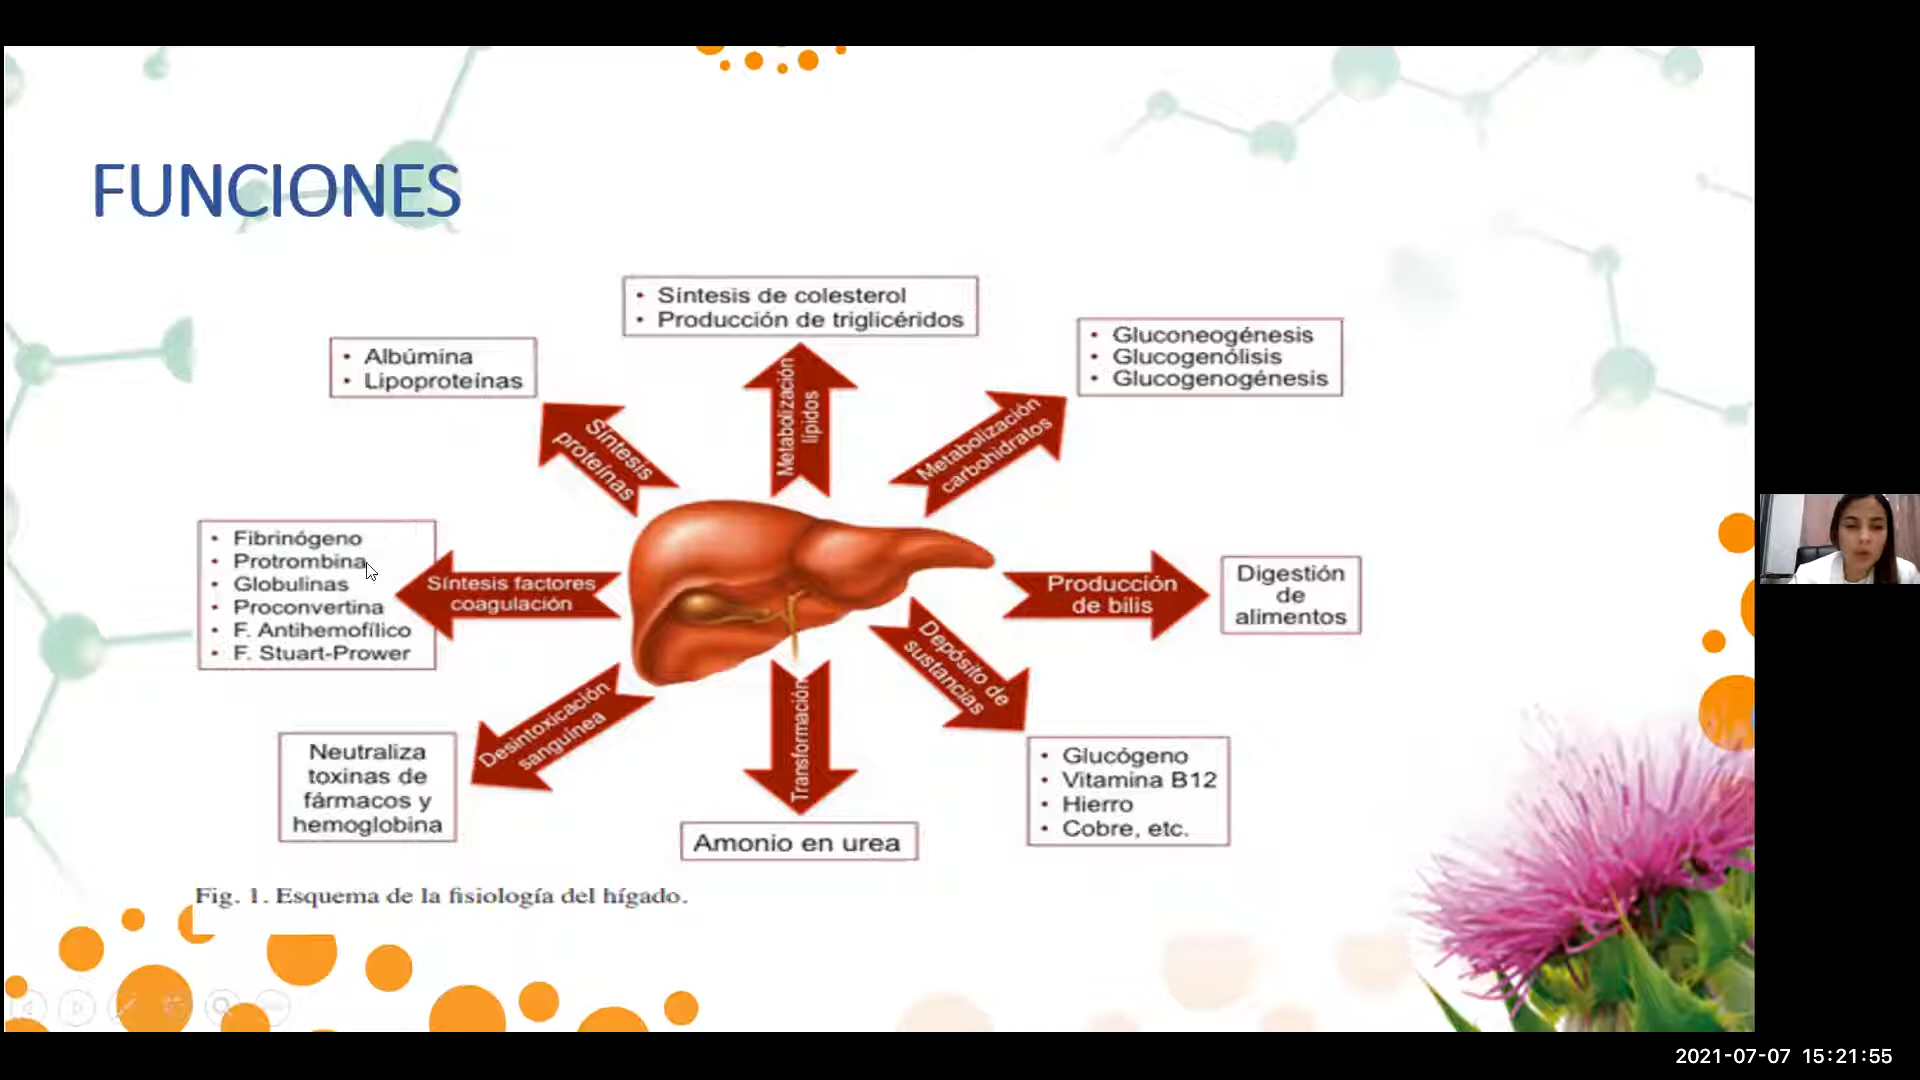 FUNCIONES
• Síntesis de colesterol
• Producción de triglicéridos
• Albúmina
• Lipoproteínas
• Gluconeogénesis
• Glucogenólisis
• Glucogenogénesis
Síntesis
proteínas
Metabolización
lípidos
Metabolización
carbohidratos
• Fibrinógeno
• Protrombina
• Globulinas
• Proconvertina
• F. Antihemofílico
• F. Stuart-Prower
Síntesis factores
coagulación
Producción
de bilis
Digestión
de
alimentos
Desintoxicación
sanguínea
Transformación
Depósito de
sustancias
Neutraliza
toxinas de
fármacos y
hemoglobina
Amonio en urea
• Glucógeno
• Vitamina B12
• Hierro
• Cobre, etc.
Fig. 1. Esquema de la fisiología del hígado.
2021-07-07 15:21:55